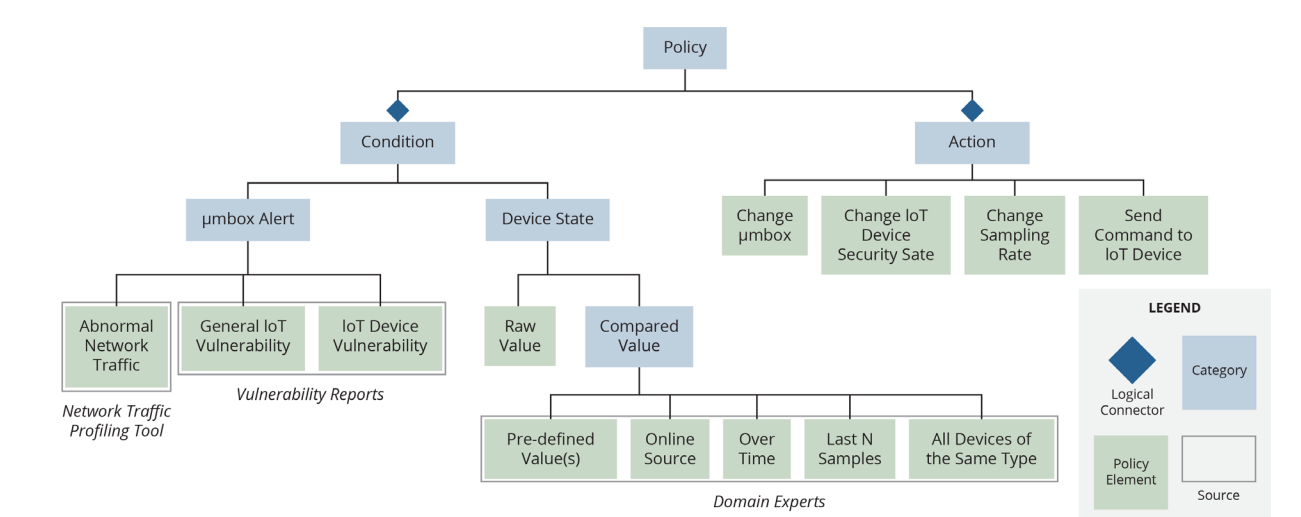 Policy
Condition
Action
µmbox Alert
Device State
Change
µmbox
Change IoT
Device
Security Sate
Change
Sampling
Rate
Send
Command to
IoT Device
Abnormal
Network
Traffic
General IoT
Vulnerability
IoT Device
Vulnerability
Raw
Value
Compared
Value
Network Traffic
Profiling Tool
Vulnerability Reports
Pre-defined
Value(s)
Online
Source
Over
Time
Last N
Samples
All Devices of
the Same Type
Domain Experts
LEGEND
Logical
Connector
Category
Policy
Element
Source